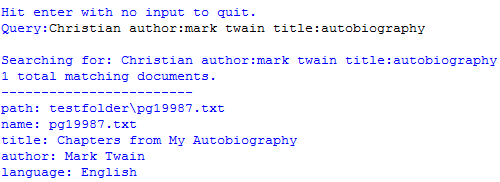 Hit enter with no input to quit.
Query:Christian author:mark twain title:autobiography
Searching for: Christian author:mark twain title:autobiography
1 total matching documents.
------------------------
path: testfolder\pg19987.txt
name: pg19987.txt
title: Chapters from My Autobiography
author: Mark Twain
language: English